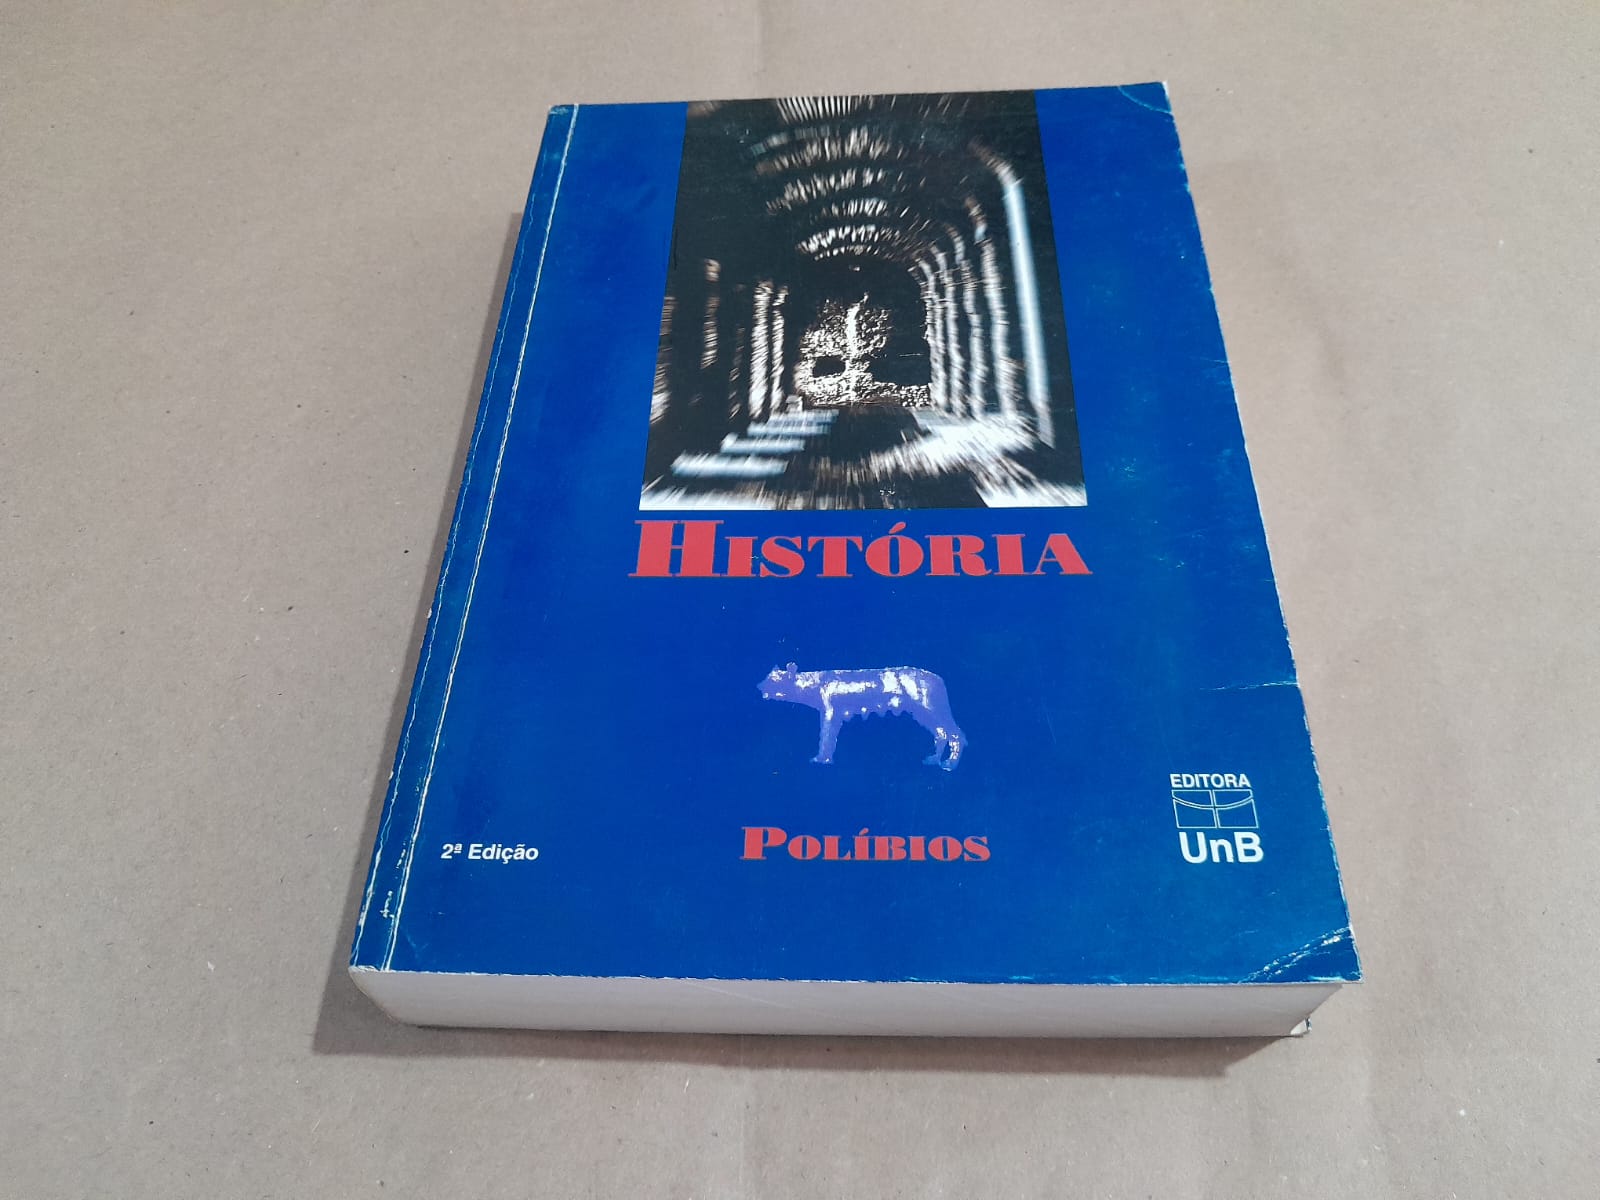 HISTÓRIA
POLÍBIOS
2ª Edição
EDITORA
UnB